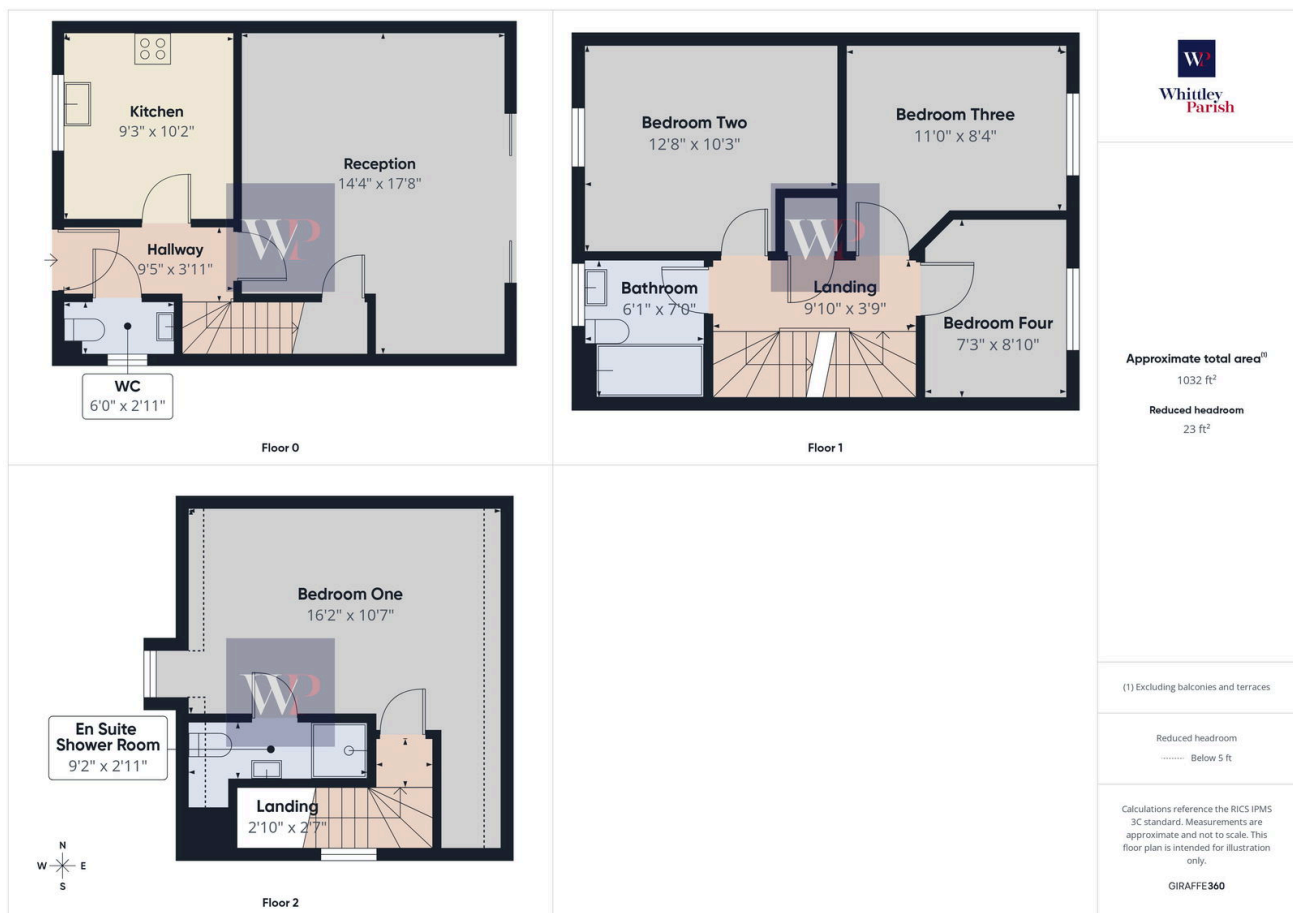 Kitchen
9'3" x 10'2"
Reception
14'4" x 17'8"
WP
Hallway
9'5" x 3'11"
WC
6'0" x 2'11"
Floor 0
Bedroom Two
12'8" x 10'3"
Bedroom Three
11'0" x 8'4"
WP
Bathroom
6'1" x 7'0"
Landing
9'10" x 3'9"
Bedroom Four
7'3" x 8'10"
Floor 1
Bedroom One
16'2" x 10'7"
WP
En Suite
Shower Room
9'2" x 2'11"
Landing
2'10" x 2'7"
N
W E
S
Floor 2
WP
Whittley
Parish
Approximate total area(1)
1032 ft²
Reduced headroom
23 ft²
(1) Excluding balconies and terraces
Reduced headroom
Below 5 ft
Calculations reference the RICS IPMS
3C standard. Measurements are
approximate and not to scale. This
floor plan is intended for illustration
only.
GIRAFFE360